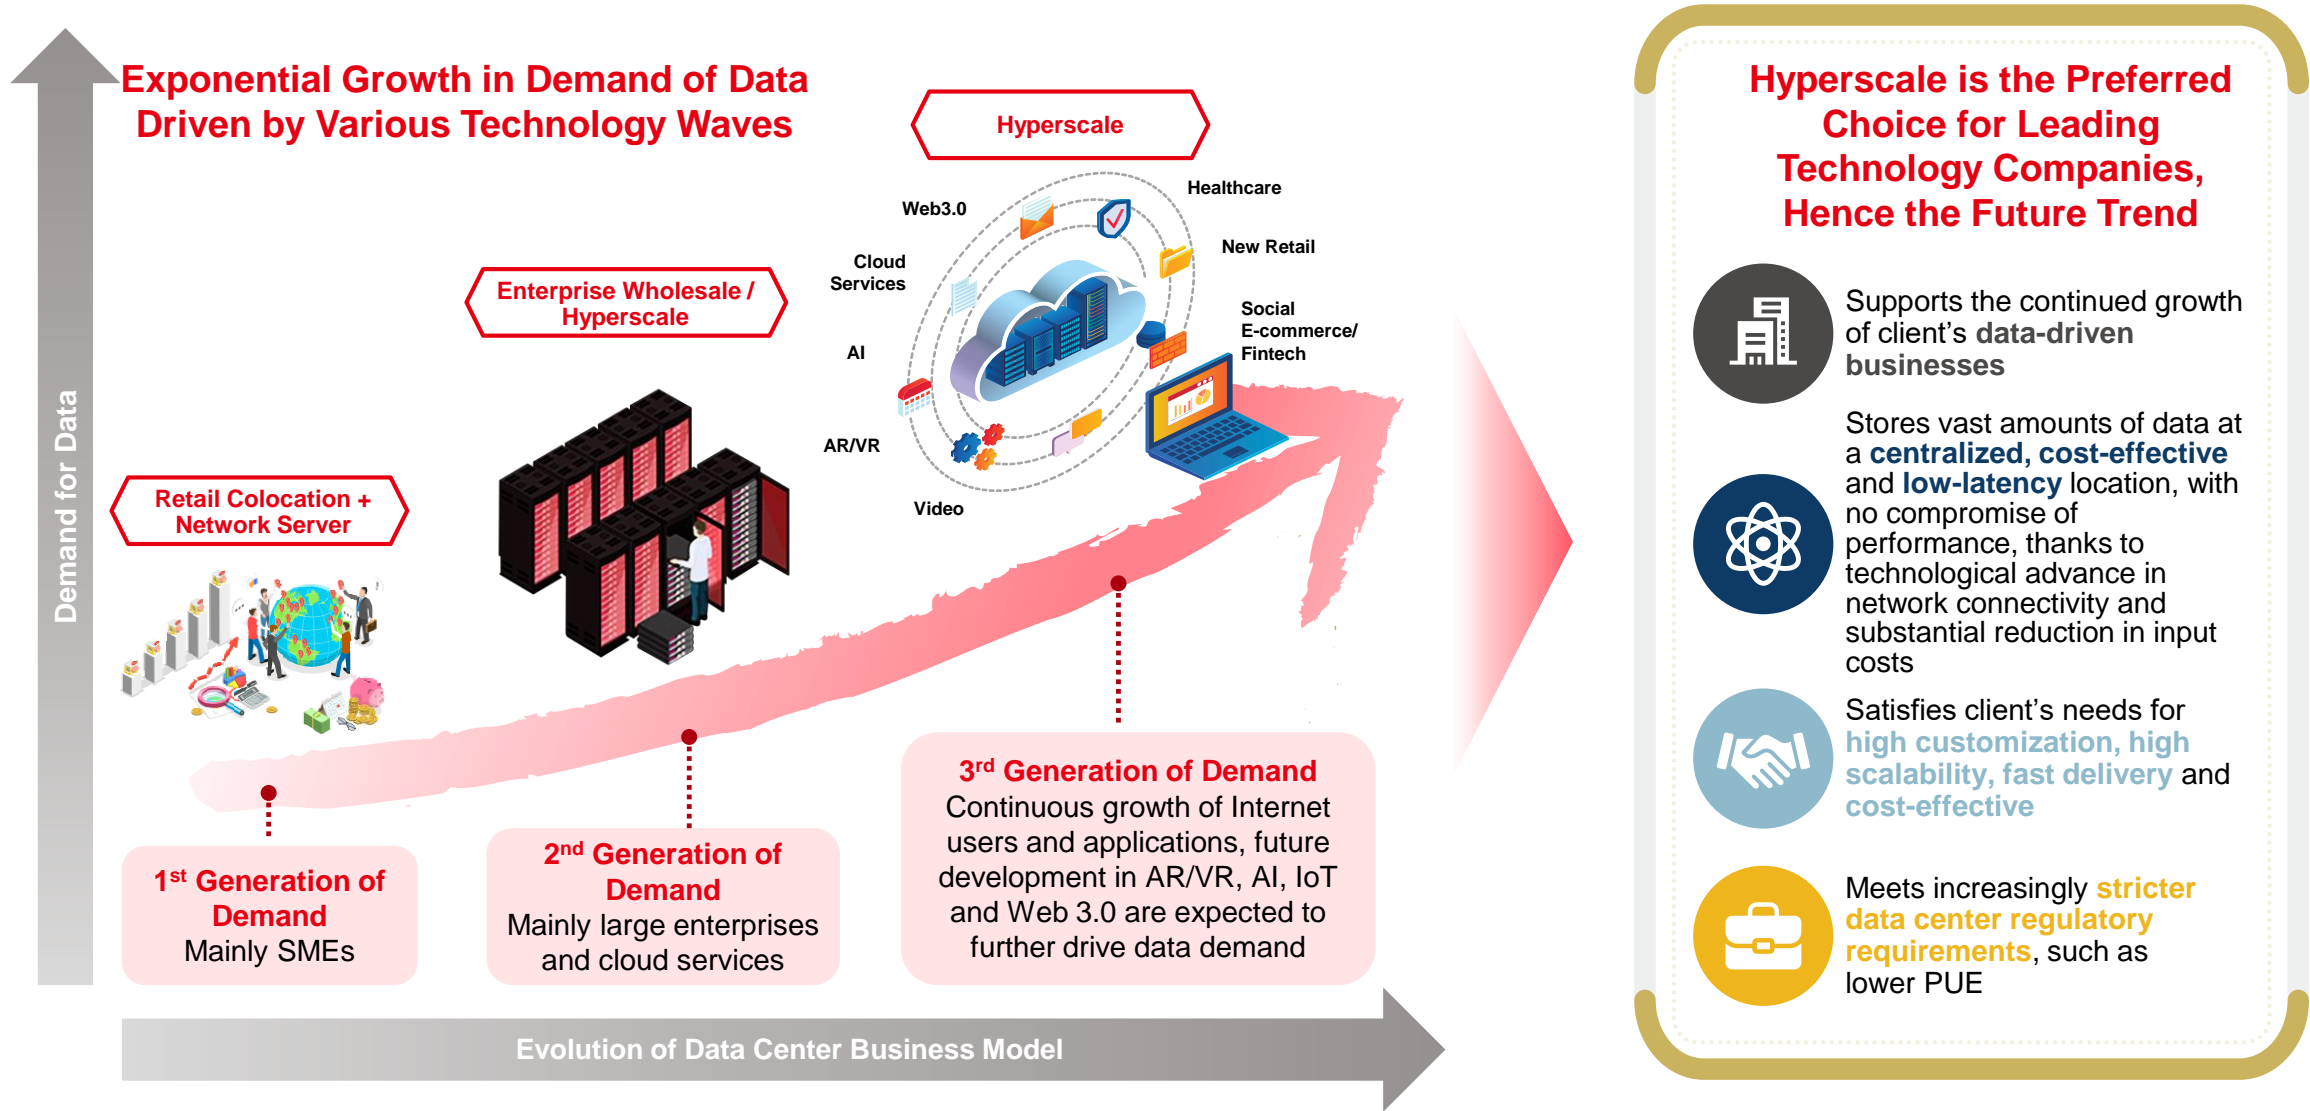 Exponential Growth in Demand of Data
Driven by Various Technology Waves
Demand for Data
Retail Colocation +
Network Server
Enterprise Wholesale /
Hyperscale
Hyperscale
Web3.0
Cloud
Services
AI
AR/VR
Video
Healthcare
New Retail
Social
E-commerce/
Fintech
1st Generation of
Demand
Mainly SMEs
2nd Generation of
Demand
Mainly large enterprises
and cloud services
3rd Generation of Demand
Continuous growth of Internet
users and applications, future
development in AR/VR, AI, IoT
and Web 3.0 are expected to
further drive data demand
Evolution of Data Center Business Model
Hyperscale is the Preferred
Choice for Leading
Technology Companies,
Hence the Future Trend
Supports the continued growth
of client’s data-driven
businesses
Stores vast amounts of data at
a centralized, cost-effective
and low-latency location, with
no compromise of
performance, thanks to
technological advance in
network connectivity and
substantial reduction in input
costs
Satisfies client’s needs for
high customization, high
scalability, fast delivery and
cost-effective
Meets increasingly stricter
data center regulatory
requirements, such as
lower PUE